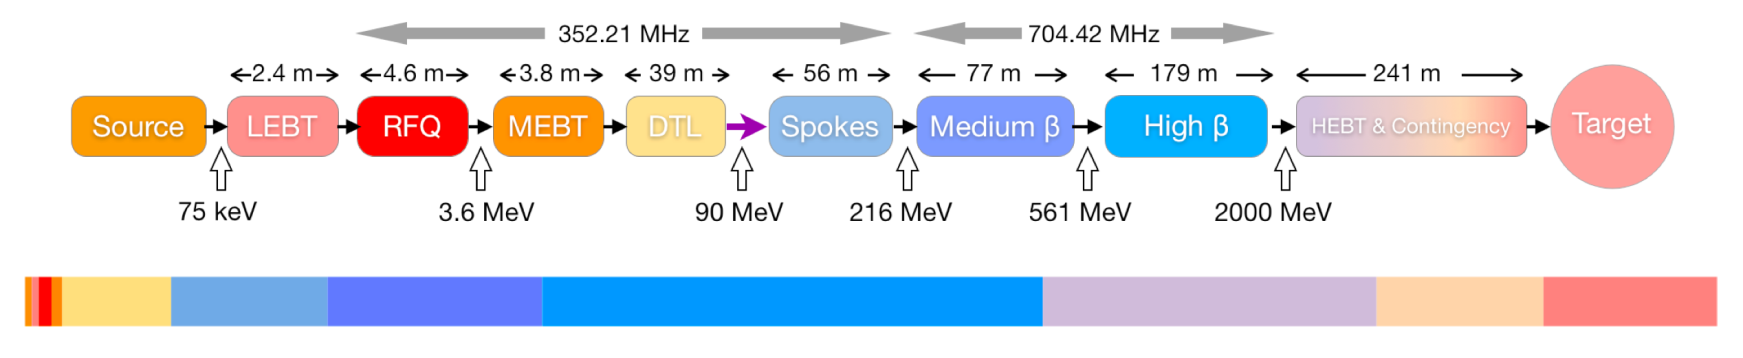 352.21 MHz 704.42 MHz
2.4 m 4.6 m 3.8 m 39 m 56 m 77 m 179 m 241 m
Source LEBT RFQ MEBT DTL Spokes Medium β High β HEBT & Contingency Target
75 keV 3.6 MeV 90 MeV 216 MeV 561 MeV 2000 MeV